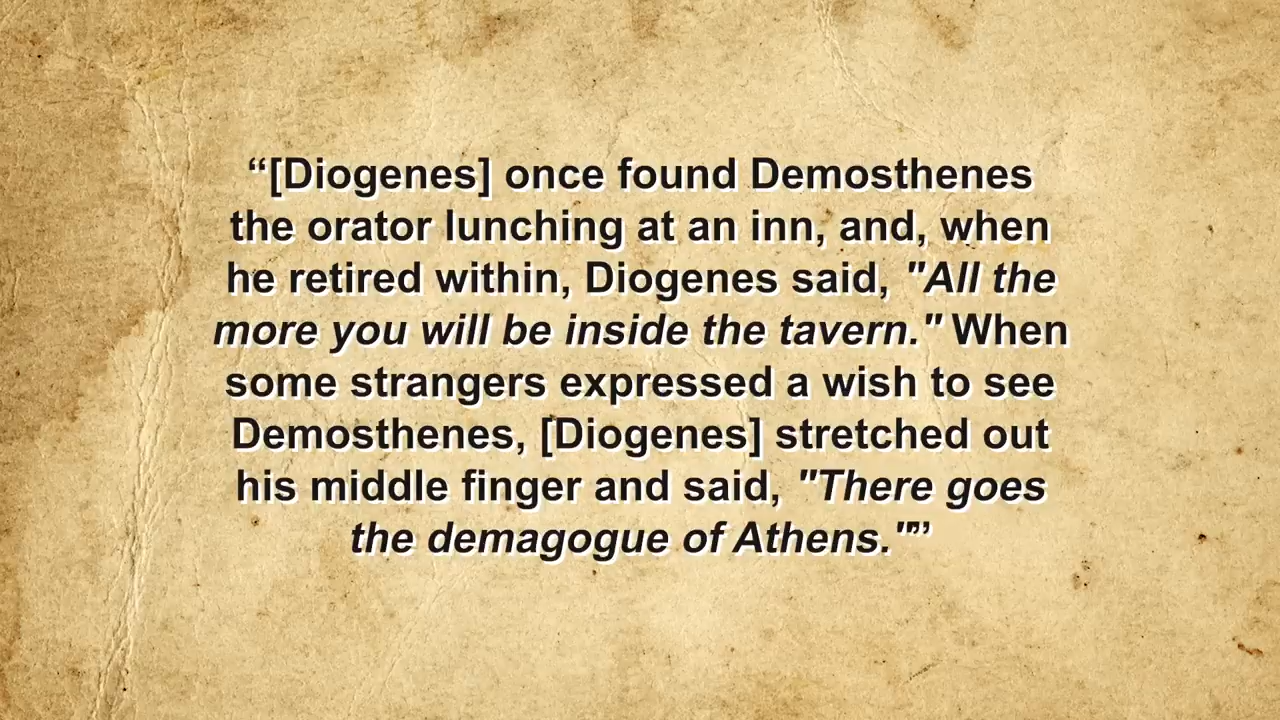 “[Diogenes] once found Demosthenes
the orator lunching at an inn, and, when
he retired within, Diogenes said, "All the
more you will be inside the tavern." When
some strangers expressed a wish to see
Demosthenes, [Diogenes] stretched out
his middle finger and said, "There goes
the demagogue of Athens."”